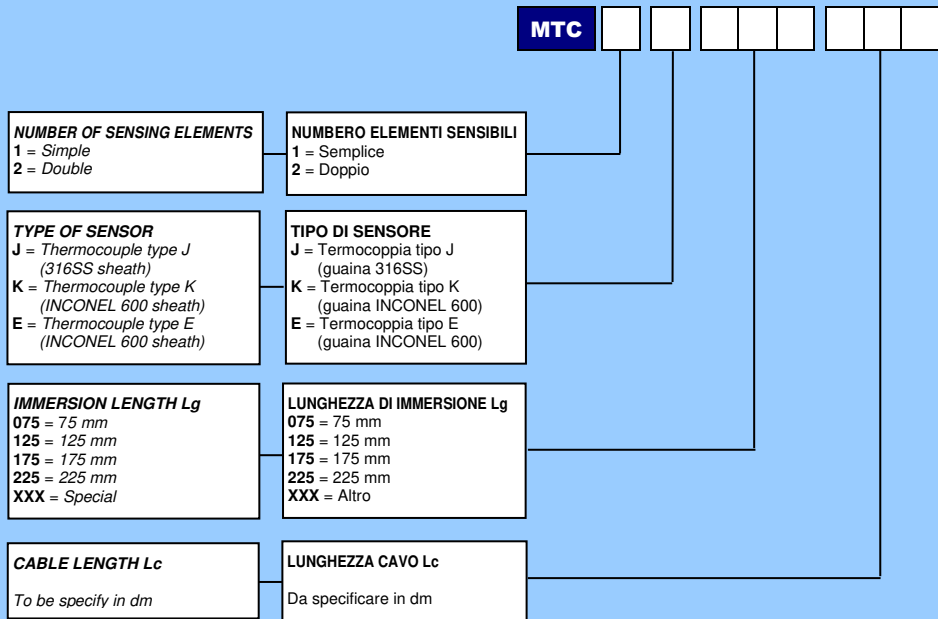 MTC
NUMBER OF SENSING ELEMENTS
1 = Simple
2 = Double
NUMBERO ELEMENTI SENSIBILI
1 = Semplice
2 = Doppio
TYPE OF SENSOR
J = Thermocouple type J
(316SS sheath)
K = Thermocouple type K
(INCONEL 600 sheath)
E = Thermocouple type E
(INCONEL 600 sheath)
TIPO DI SENSORE
J = Termocoppia tipo J
(guaina 316SS)
K = Termocoppia tipo K
(guaina INCONEL 600)
E = Termocoppia tipo E
(guaina INCONEL 600)
IMMERSION LENGTH Lg
075 = 75 mm
125 = 125 mm
175 = 175 mm
225 = 225 mm
XXX = Special
LUNGHEZZA DI IMMERSIONE Lg
075 = 75 mm
125 = 125 mm
175 = 175 mm
225 = 225 mm
XXX = Altro
CABLE LENGTH Lc
To be specify in dm
LUNGHEZZA CAVO Lc
Da specificare in dm